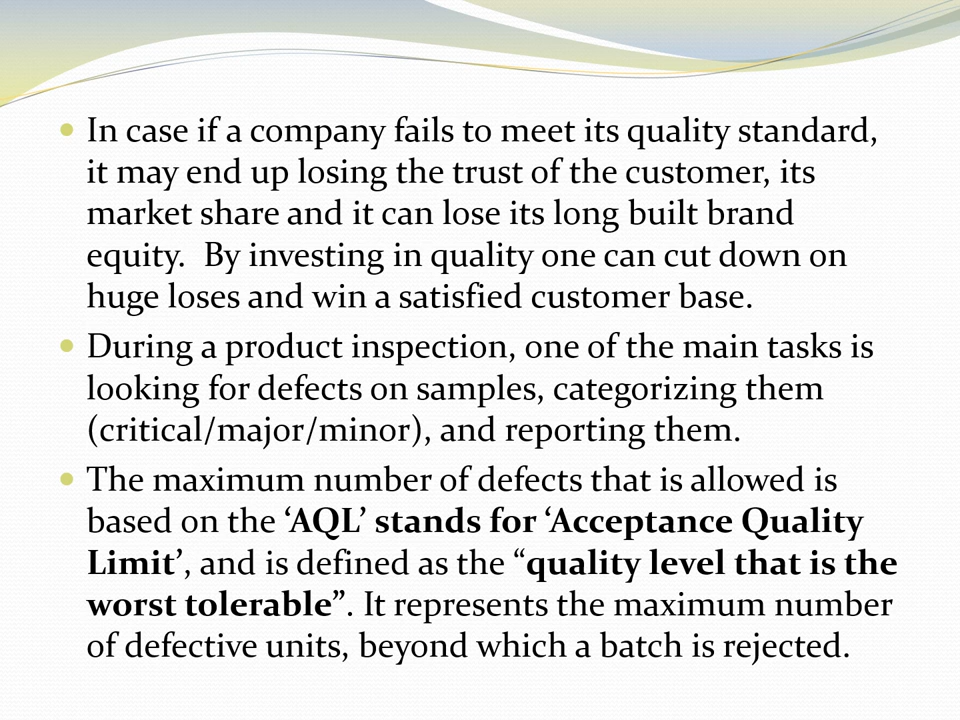 In case if a company fails to meet its quality standard,
it may end up losing the trust of the customer, its
market share and it can lose its long built brand
equity.  By investing in quality one can cut down on
huge loses and win a satisfied customer base.
During a product inspection, one of the main tasks is
looking for defects on samples, categorizing them
(critical/major/minor), and reporting them.
The maximum number of defects that is allowed is
based on the ‘AQL’ stands for ‘Acceptance Quality
Limit’, and is defined as the “quality level that is the
worst tolerable”. It represents the maximum number
of defective units, beyond which a batch is rejected.